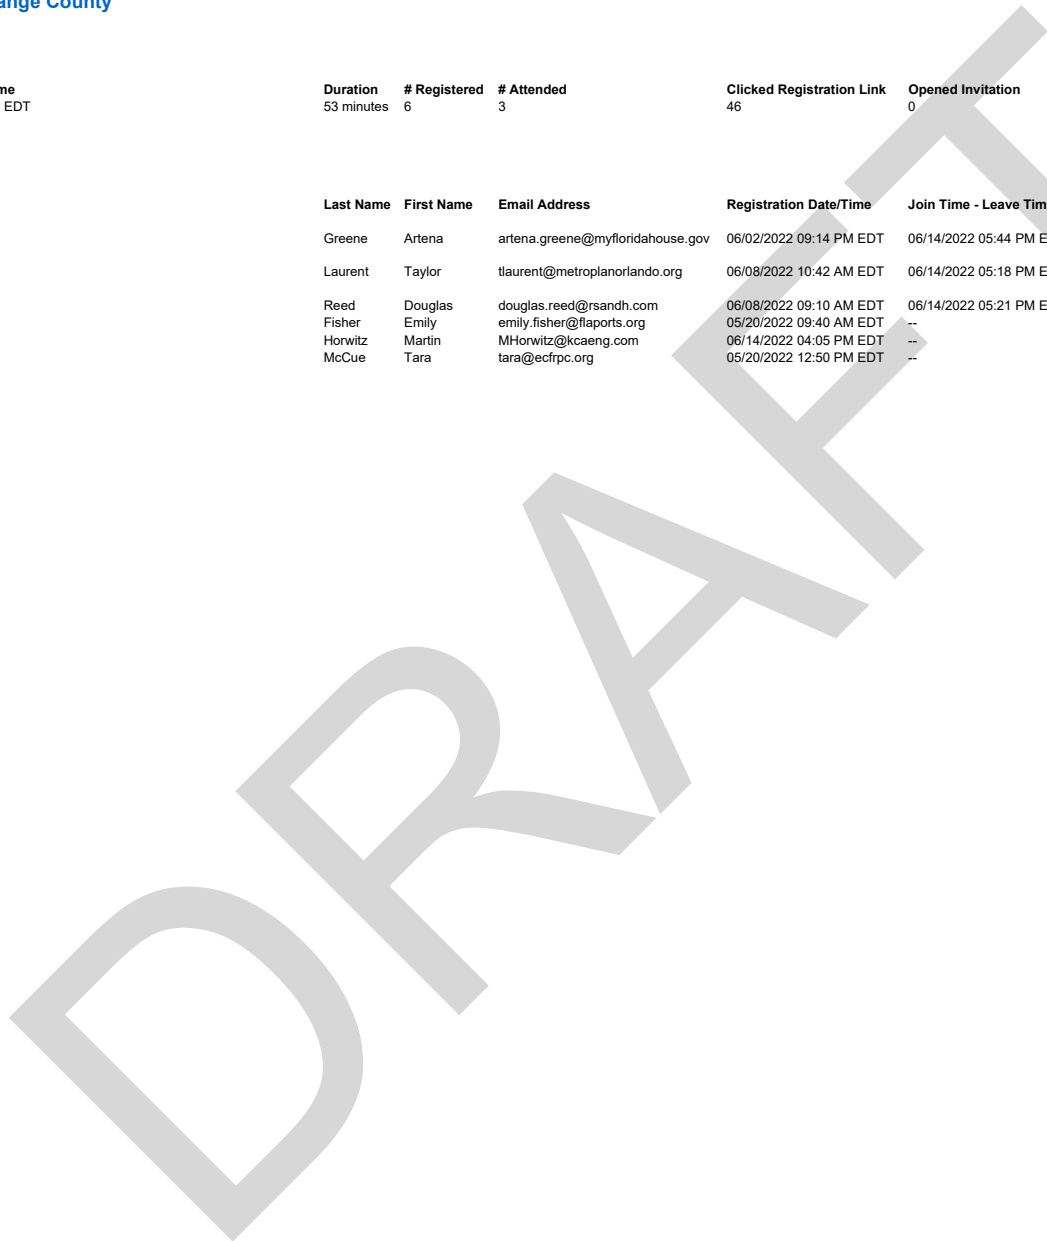 ange County
me Duration # Registered # Attended Clicked Registration Link Opened Invitation
EDT 53 minutes 6 3 46 0
Last Name First Name Email Address Registration Date/Time Join Time - Leave Tim
Greene Artena artena.greene@myfloridahouse.gov 06/02/2022 09:14 PM EDT 06/14/2022 05:44 PM E
Laurent Taylor tlaurent@metroplanorlando.org 06/08/2022 10:42 AM EDT 06/14/2022 05:18 PM E
Reed Douglas douglas.reed@rsandh.com 06/08/2022 09:10 AM EDT 06/14/2022 05:21 PM E
Fisher Emily emily.fisher@flaports.org 05/20/2022 09:40 AM EDT --
Horwitz Martin MHorwitz@kcaeng.com 06/14/2022 04:05 PM EDT --
McCue Tara tara@ecfrpc.org 05/20/2022 12:50 PM EDT --
DRAFT